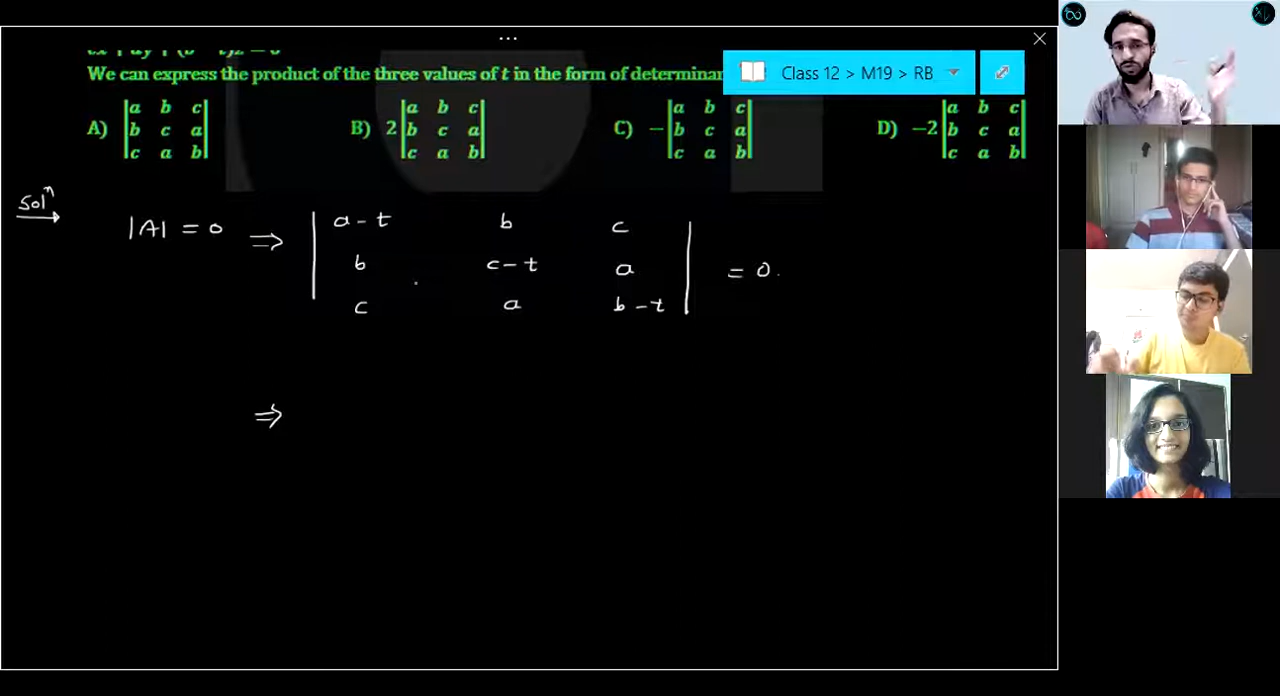 We can express the product of the three values of t in the form of determinan
Class 12 > M19 > RB
A) |a b c| B) 2 |a b c| C) − |a b c| D) −2 |a b c|
|b c a| |b c a| |b c a| |b c a|
|c a b| |c a b| |c a b| |c a b|
Solⁿ
|A| = 0 ⇒ | a - t b c |
| b c - t a | = 0.
| c a b - t |
⇒